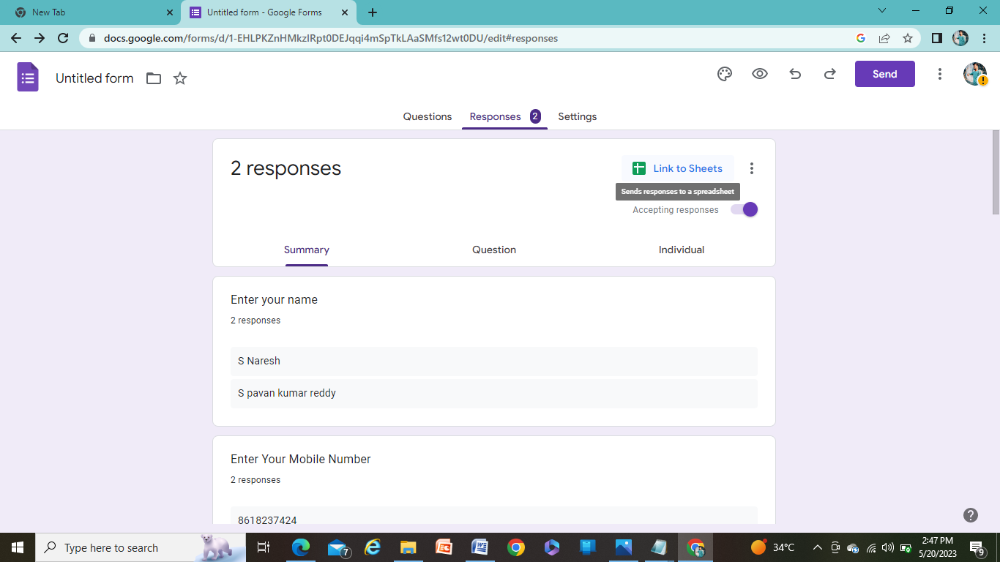 New Tab
Untitled form - Google Forms
docs.google.com/forms/d/1-EHLPKZnHMkzIRpt0DEJqqi4mSpTkLAaSMfs12wt0DU/edit#responses
Untitled form
Send
Questions
Responses 2
Settings
2 responses
Link to Sheets
Sends responses to a spreadsheet
Accepting responses
Summary
Question
Individual
Enter your name
2 responses
S Naresh
S pavan kumar reddy
Enter Your Mobile Number
2 responses
8618237424
Type here to search
7
34°C
2:47 PM
5/20/2023
9